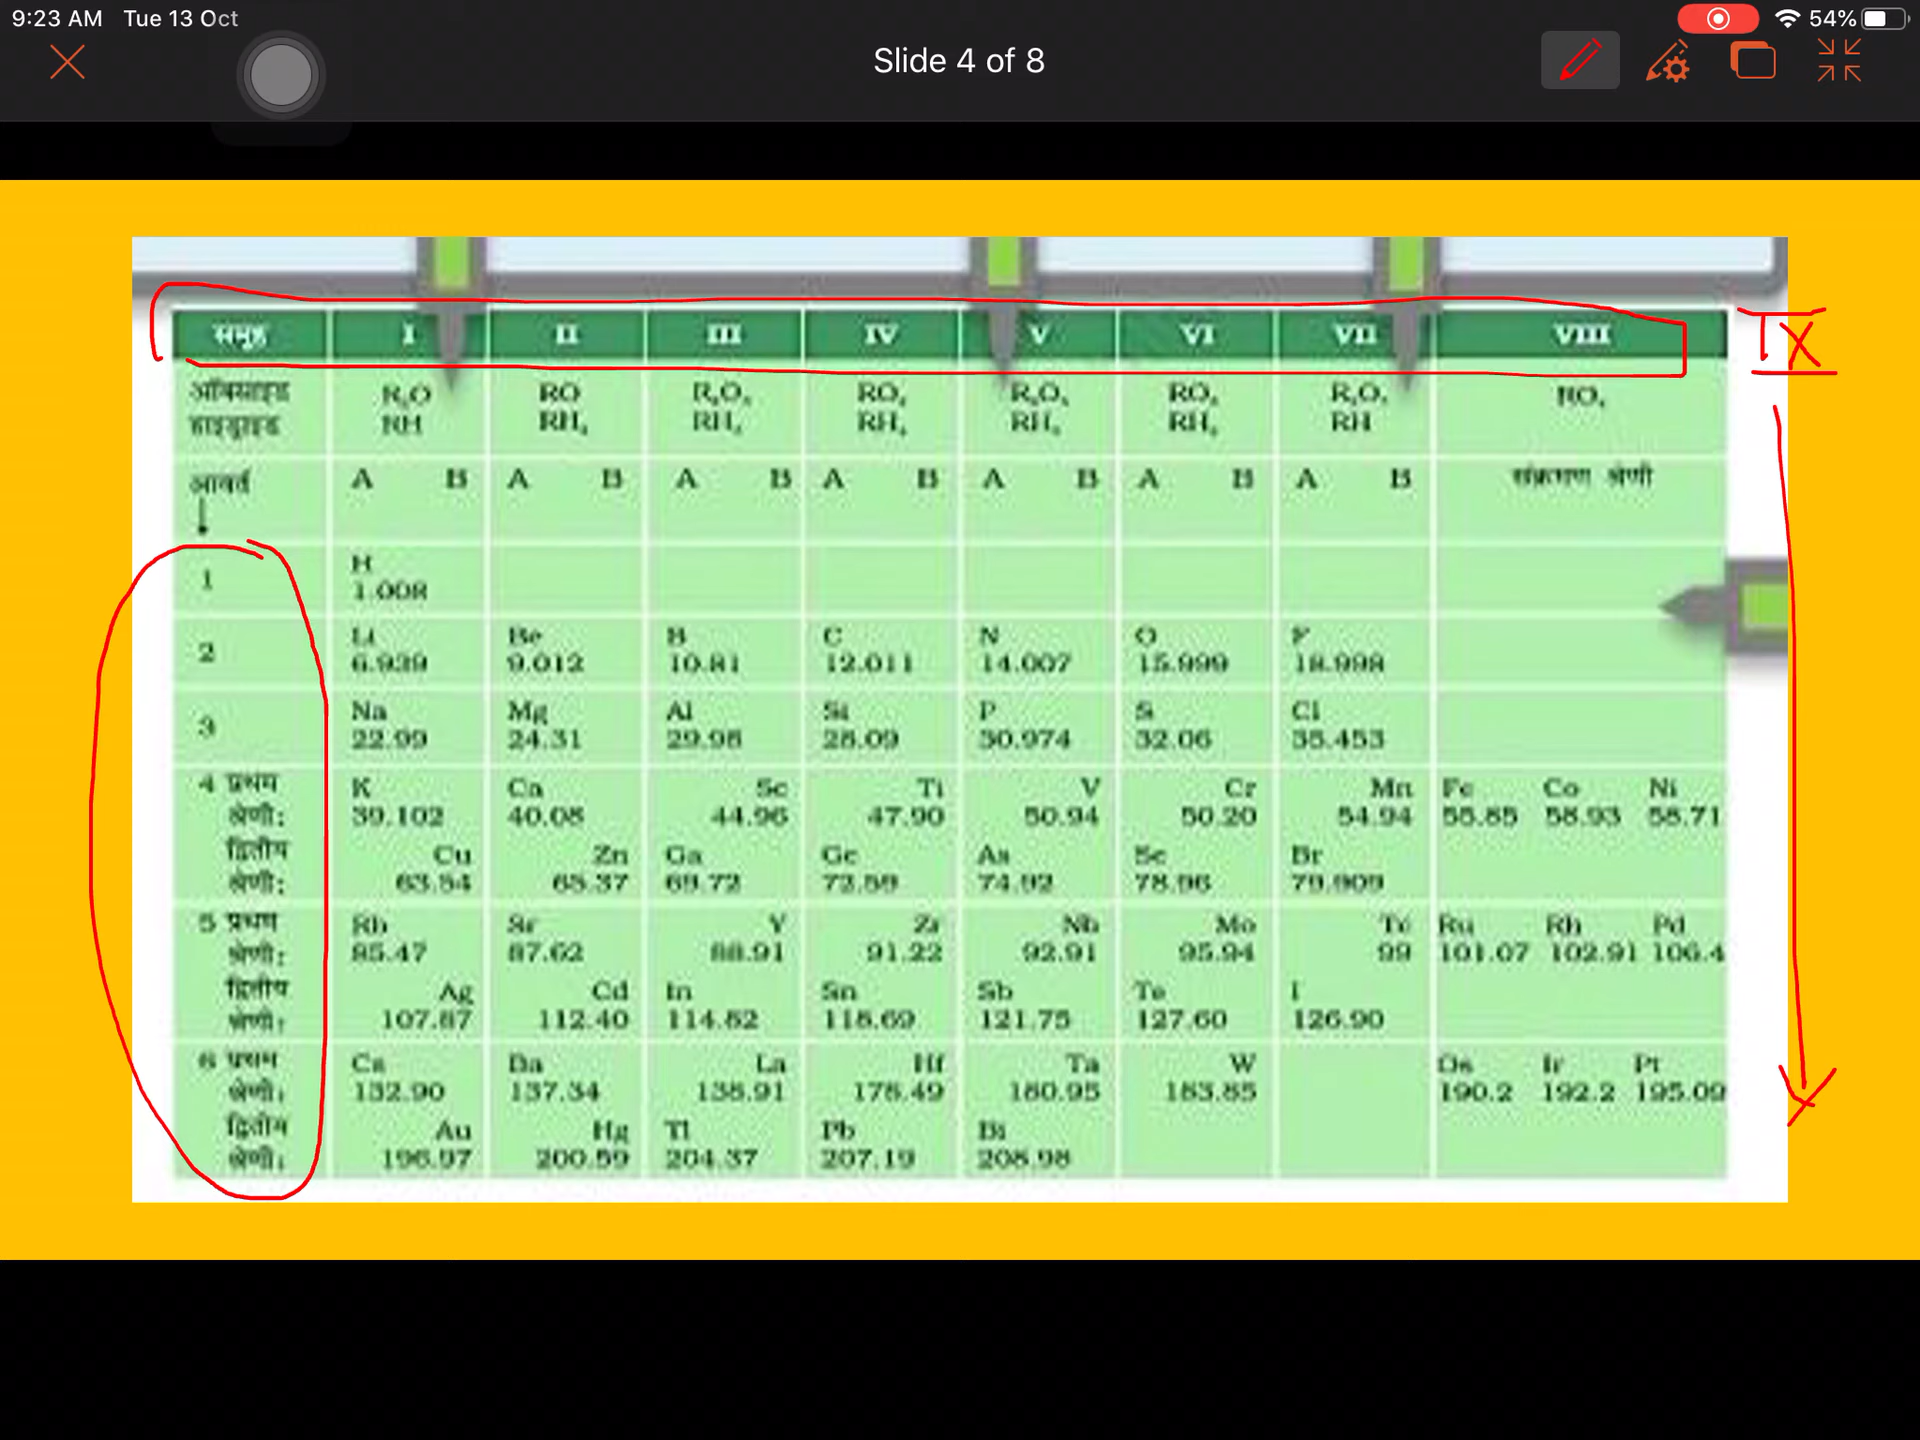 9:23 AM Tue 13 Oct
54%
Slide 4 of 8
समूह I II III IV V VI VII VIII
IX
ऑक्साइड R₂O RO RO₂ RO₃ RO₄
हाइड्राइड RH RH₂ RH₄ RH
आवर्त A B A B A B A B A B A B A B संक्रमण श्रेणी
↓
1 H
1.008
2 Li Be B C N O F
6.939 9.012 10.81 12.011 14.007 15.999 18.998
3 Na Mg Al Si P S Cl
22.99 24.31 29.98 28.09 30.974 32.06 35.453
4 प्रथम K Ca Sc Ti V Cr Mn Fe Co Ni
श्रेणी: 39.102 40.08 44.96 47.90 50.94 50.20 54.94 55.85 58.93 58.71
द्वितीय Cu Zn Ga Ge As Se Br
श्रेणी: 63.54 65.37 69.72 72.59 74.92 78.96 79.909
5 प्रथम Rb Sr Y Zr Nb Mo Tc Ru Rh Pd
श्रेणी: 85.47 87.62 88.91 91.22 92.91 95.94 99 101.07 102.91 106.4
द्वितीय Ag Cd In Sn Sb Te I
श्रेणी: 107.87 112.40 114.82 118.69 121.75 127.60 126.90
6 प्रथम Cs Ba La Hf Ta W Os Ir Pt
श्रेणी: 132.90 137.34 138.91 178.49 180.95 183.85 190.2 192.2 195.09
द्वितीय Au Hg Tl Pb Bi
श्रेणी: 196.97 200.59 204.37 207.19 208.98